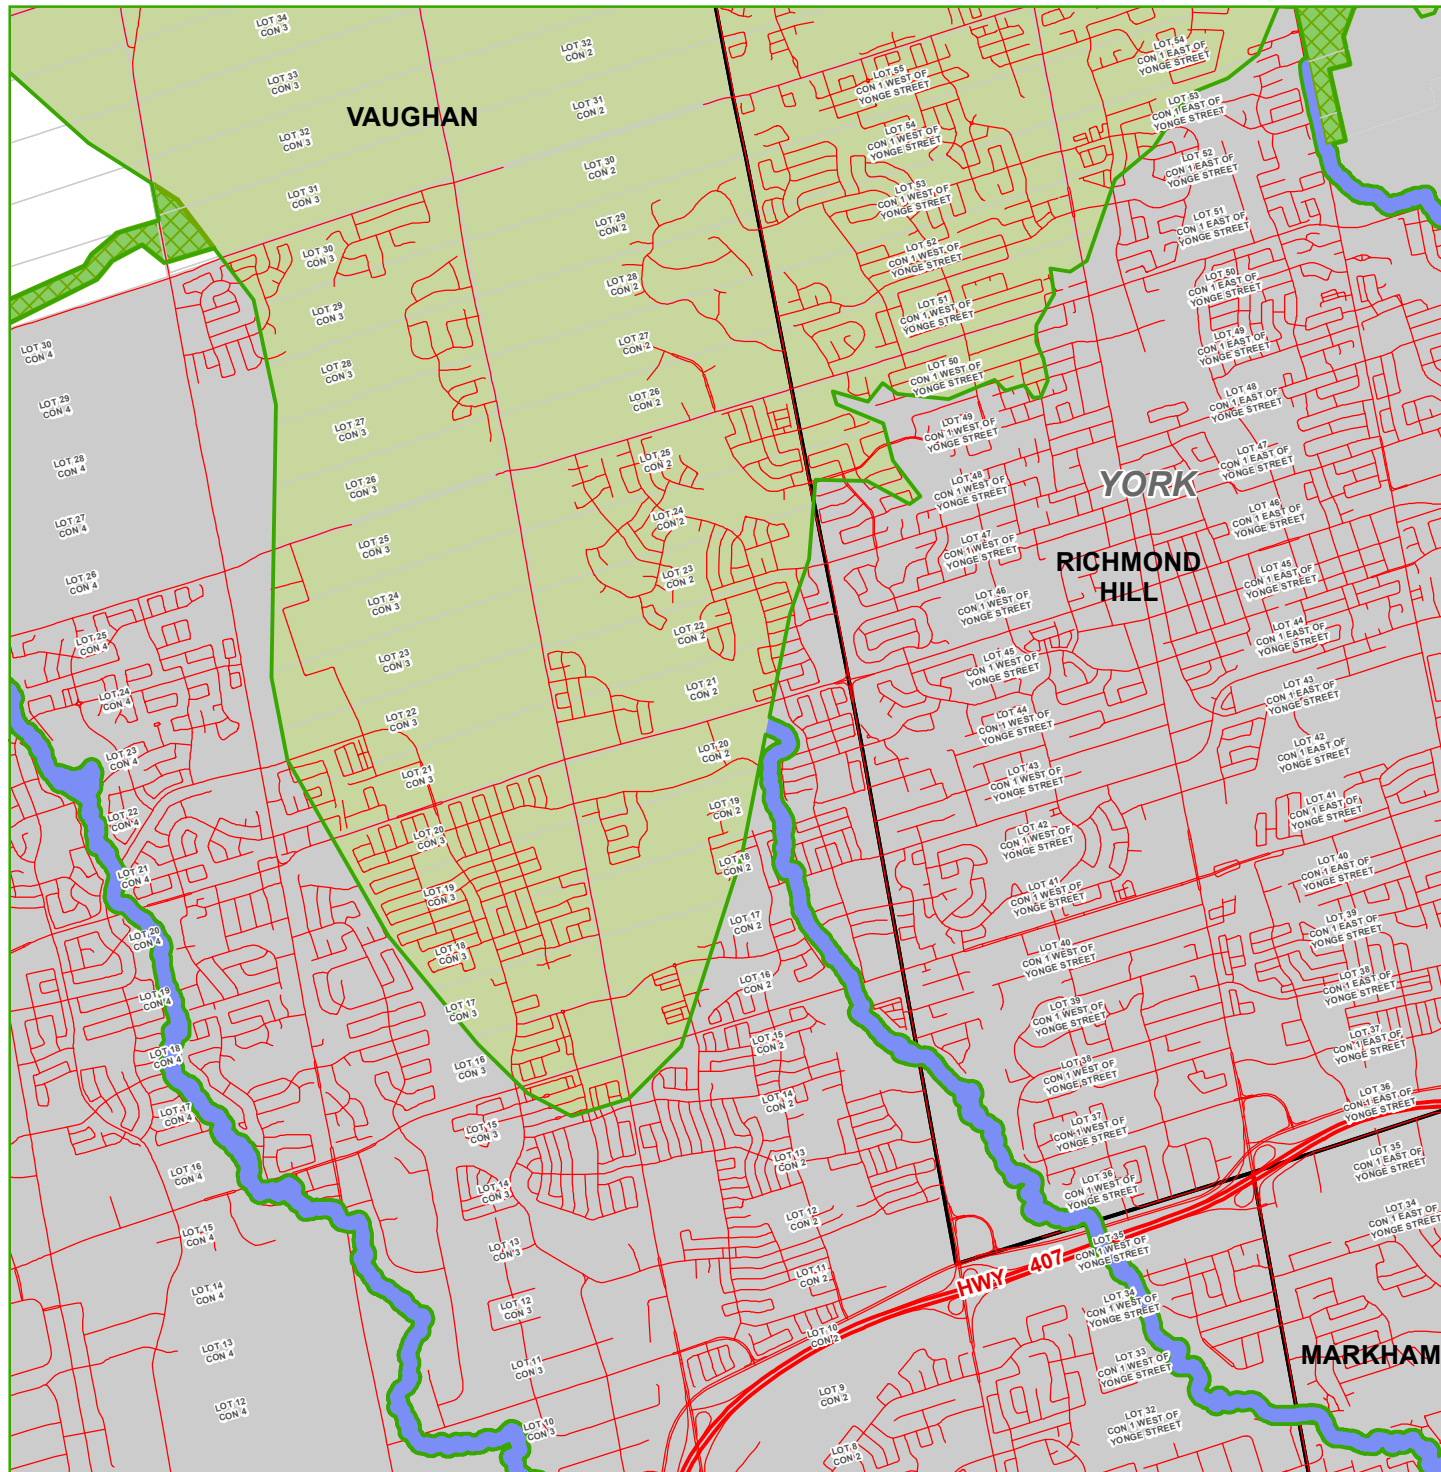 VAUGHAN
YORK
RICHMOND
HILL
MARKHAM
HWY 407
LOT 34
CON 3
LOT 33
CON 3
LOT 32
CON 3
LOT 31
CON 3
LOT 30
CON 3
LOT 29
CON 3
LOT 28
CON 3
LOT 27
CON 3
LOT 26
CON 3
LOT 25
CON 3
LOT 24
CON 3
LOT 23
CON 3
LOT 22
CON 3
LOT 21
CON 3
LOT 20
CON 3
LOT 19
CON 3
LOT 18
CON 3
LOT 17
CON 3
LOT 16
CON 3
LOT 15
CON 3
LOT 14
CON 3
LOT 13
CON 3
LOT 12
CON 3
LOT 11
CON 3
LOT 10
CON 3
LOT 32
CON 2
LOT 31
CON 2
LOT 30
CON 2
LOT 29
CON 2
LOT 28
CON 2
LOT 27
CON 2
LOT 26
CON 2
LOT 25
CON 2
LOT 24
CON 2
LOT 23
CON 2
LOT 22
CON 2
LOT 21
CON 2
LOT 20
CON 2
LOT 19
CON 2
LOT 18
CON 2
LOT 17
CON 2
LOT 16
CON 2
LOT 15
CON 2
LOT 14
CON 2
LOT 13
CON 2
LOT 12
CON 2
LOT 11
CON 2
LOT 10
CON 2
LOT 9
CON 2
LOT 8
CON 2
LOT 30
CON 4
LOT 29
CON 4
LOT 28
CON 4
LOT 27
CON 4
LOT 26
CON 4
LOT 25
CON 4
LOT 24
CON 4
LOT 23
CON 4
LOT 22
CON 4
LOT 21
CON 4
LOT 20
CON 4
LOT 19
CON 4
LOT 18
CON 4
LOT 17
CON 4
LOT 16
CON 4
LOT 15
CON 4
LOT 14
CON 4
LOT 13
CON 4
LOT 12
CON 4
LOT 55
CON 1 WEST OF
YONGE STREET
LOT 54
CON 1 WEST OF
YONGE STREET
LOT 53
CON 1 WEST OF
YONGE STREET
LOT 52
CON 1 WEST OF
YONGE STREET
LOT 51
CON 1 WEST OF
YONGE STREET
LOT 50
CON 1 WEST OF
YONGE STREET
LOT 49
CON 1 WEST OF
YONGE STREET
LOT 48
CON 1 WEST OF
YONGE STREET
LOT 47
CON 1 WEST OF
YONGE STREET
LOT 46
CON 1 WEST OF
YONGE STREET
LOT 45
CON 1 WEST OF
YONGE STREET
LOT 44
CON 1 WEST OF
YONGE STREET
LOT 43
CON 1 WEST OF
YONGE STREET
LOT 42
CON 1 WEST OF
YONGE STREET
LOT 41
CON 1 WEST OF
YONGE STREET
LOT 40
CON 1 WEST OF
YONGE STREET
LOT 39
CON 1 WEST OF
YONGE STREET
LOT 38
CON 1 WEST OF
YONGE STREET
LOT 37
CON 1 WEST OF
YONGE STREET
LOT 36
CON 1 WEST OF
YONGE STREET
LOT 35
CON 1 WEST OF
YONGE STREET
LOT 34
CON 1 WEST OF
YONGE STREET
LOT 33
CON 1 WEST OF
YONGE STREET
LOT 32
CON 1 WEST OF
YONGE STREET
LOT 54
CON 1 EAST OF
YONGE STREET
LOT 53
CON 1 EAST OF
YONGE STREET
LOT 52
CON 1 EAST OF
YONGE STREET
LOT 51
CON 1 EAST OF
YONGE STREET
LOT 50
CON 1 EAST OF
YONGE STREET
LOT 49
CON 1 EAST OF
YONGE STREET
LOT 48
CON 1 EAST OF
YONGE STREET
LOT 47
CON 1 EAST OF
YONGE STREET
LOT 46
CON 1 EAST OF
YONGE STREET
LOT 45
CON 1 EAST OF
YONGE STREET
LOT 44
CON 1 EAST OF
YONGE STREET
LOT 43
CON 1 EAST OF
YONGE STREET
LOT 42
CON 1 EAST OF
YONGE STREET
LOT 41
CON 1 EAST OF
YONGE STREET
LOT 40
CON 1 EAST OF
YONGE STREET
LOT 39
CON 1 EAST OF
YONGE STREET
LOT 38
CON 1 EAST OF
YONGE STREET
LOT 37
CON 1 EAST OF
YONGE STREET
LOT 36
CON 1 EAST OF
YONGE STREET
LOT 35
CON 1 EAST OF
YONGE STREET
LOT 34
CON 1 EAST OF
YONGE STREET